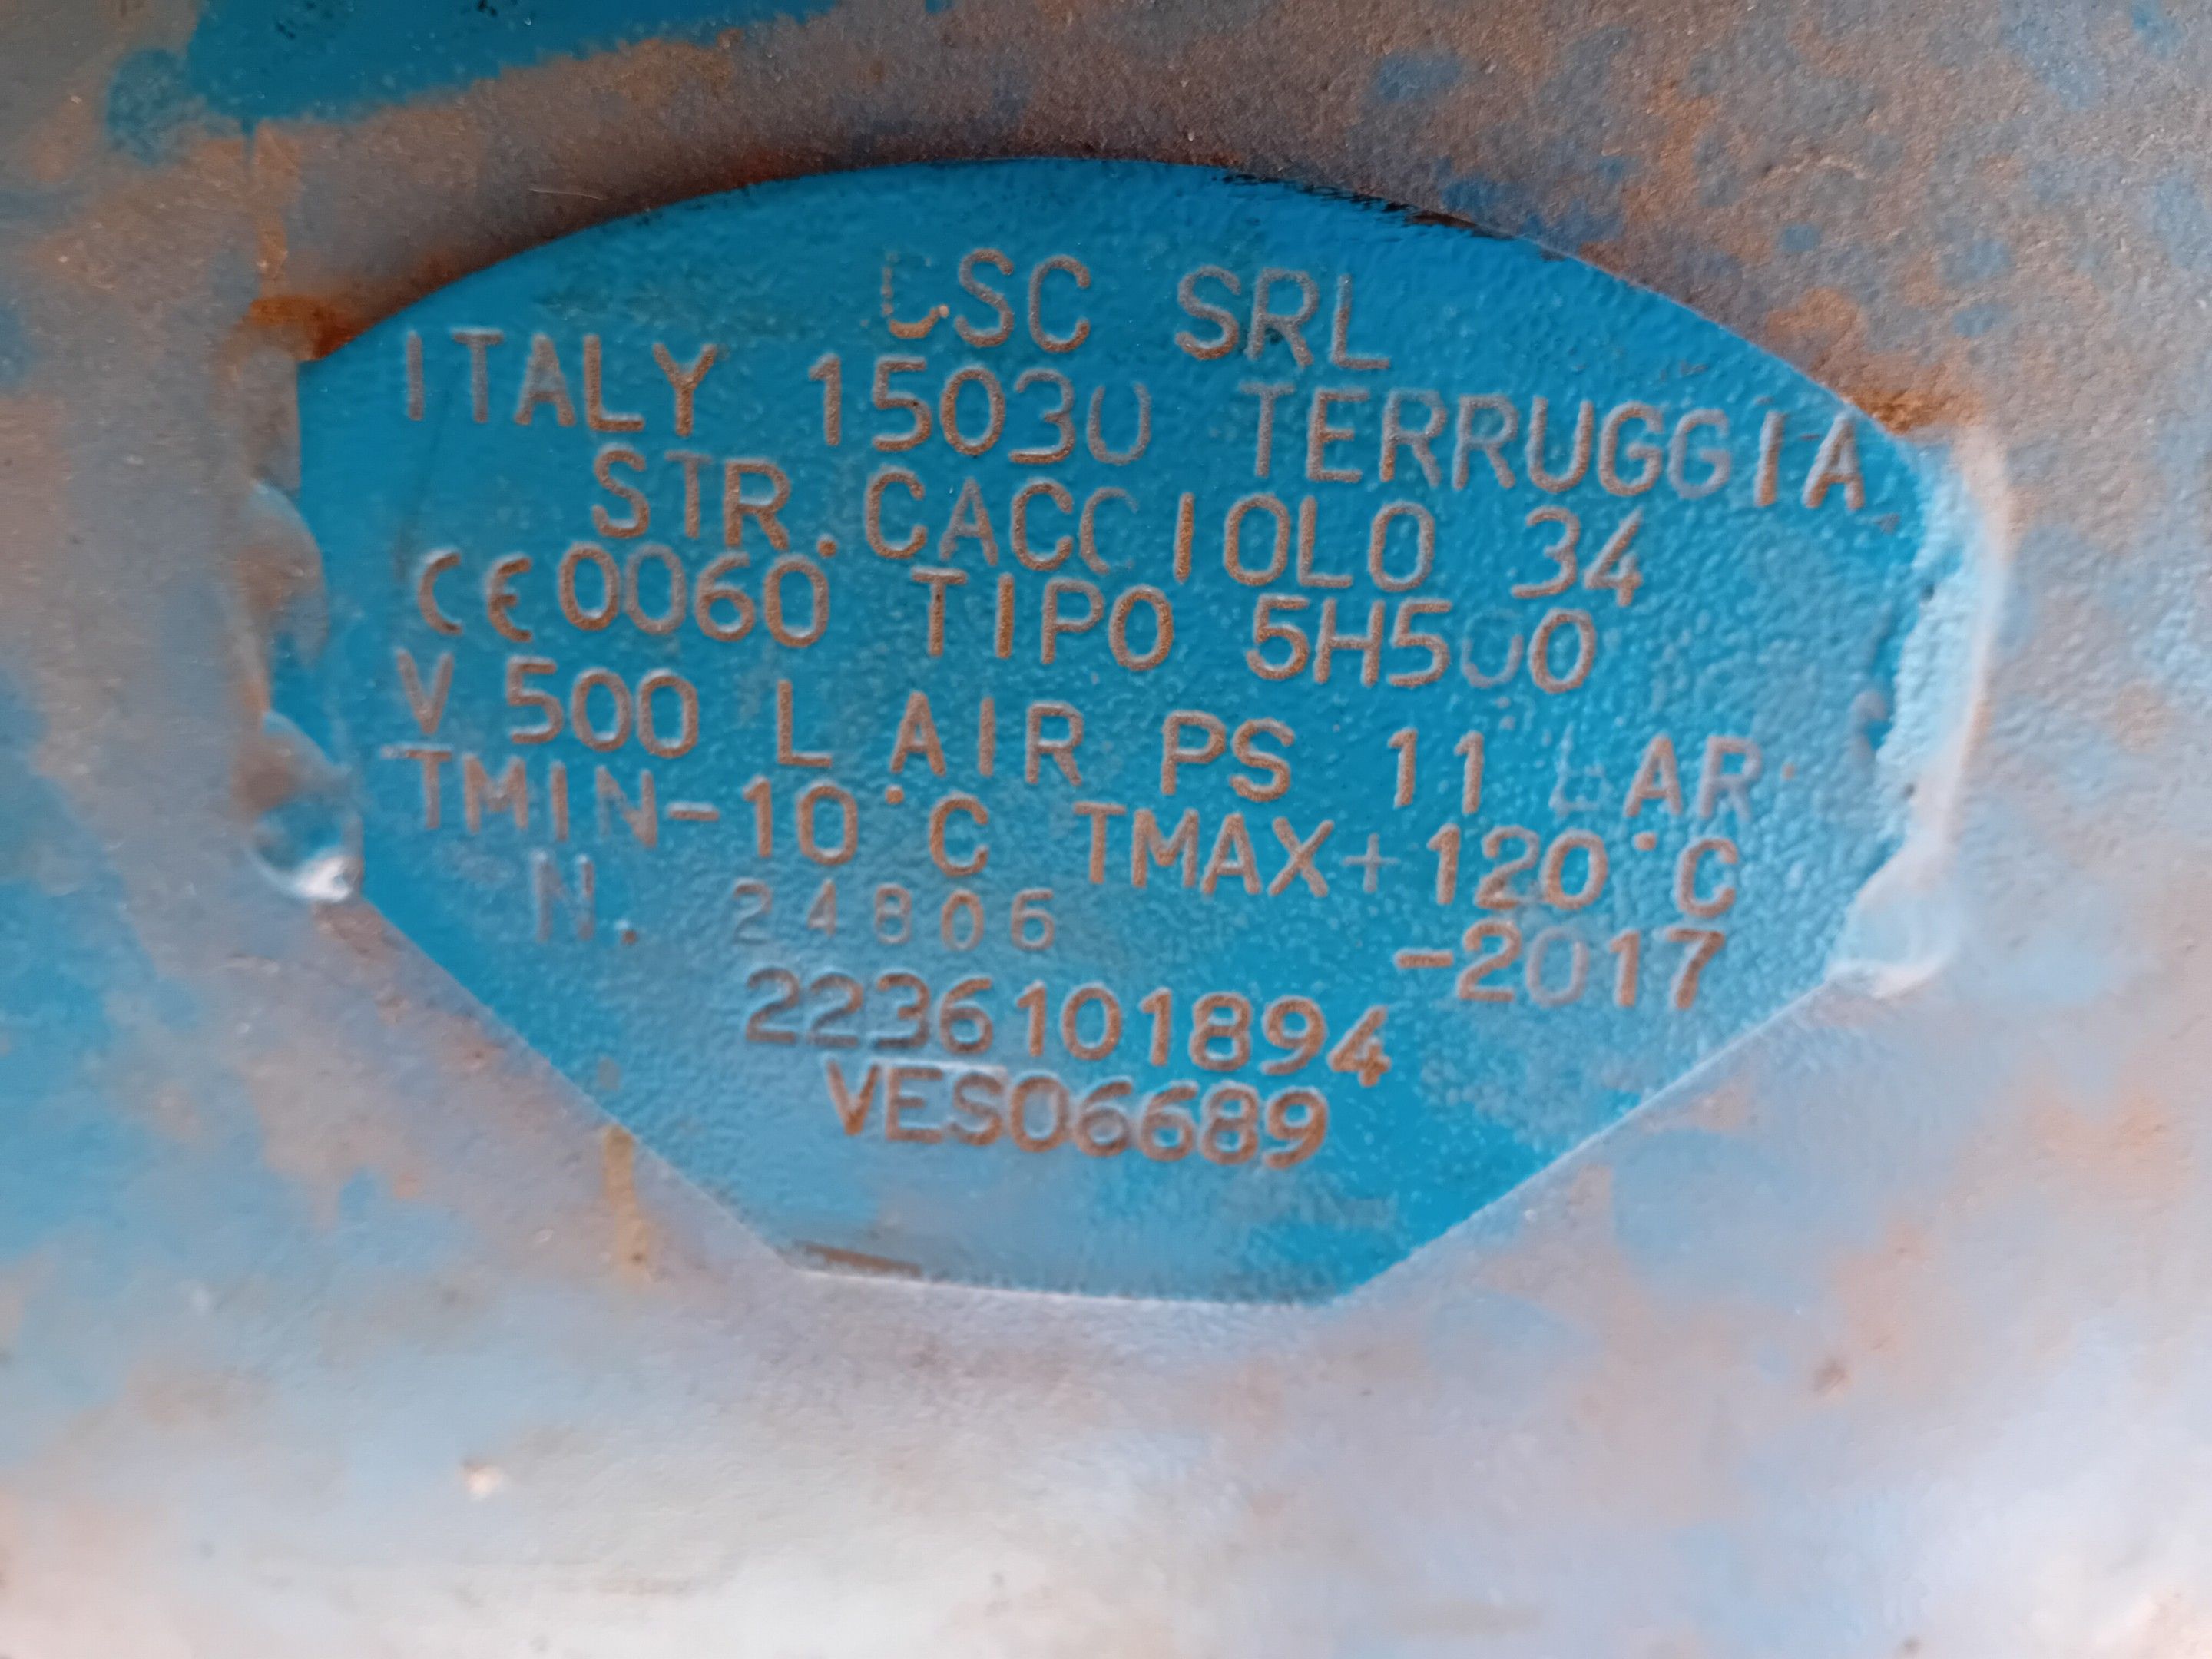 SRL
ITALY 15030 TERRUGGIA
STR.CACCIOLO 34
CE0060 TIPO 5H500
V 500 L AIR PS 11 BAR
TMIN-10°C TMAX+120°C
N. 24806 -2017
2236101894
VES06689